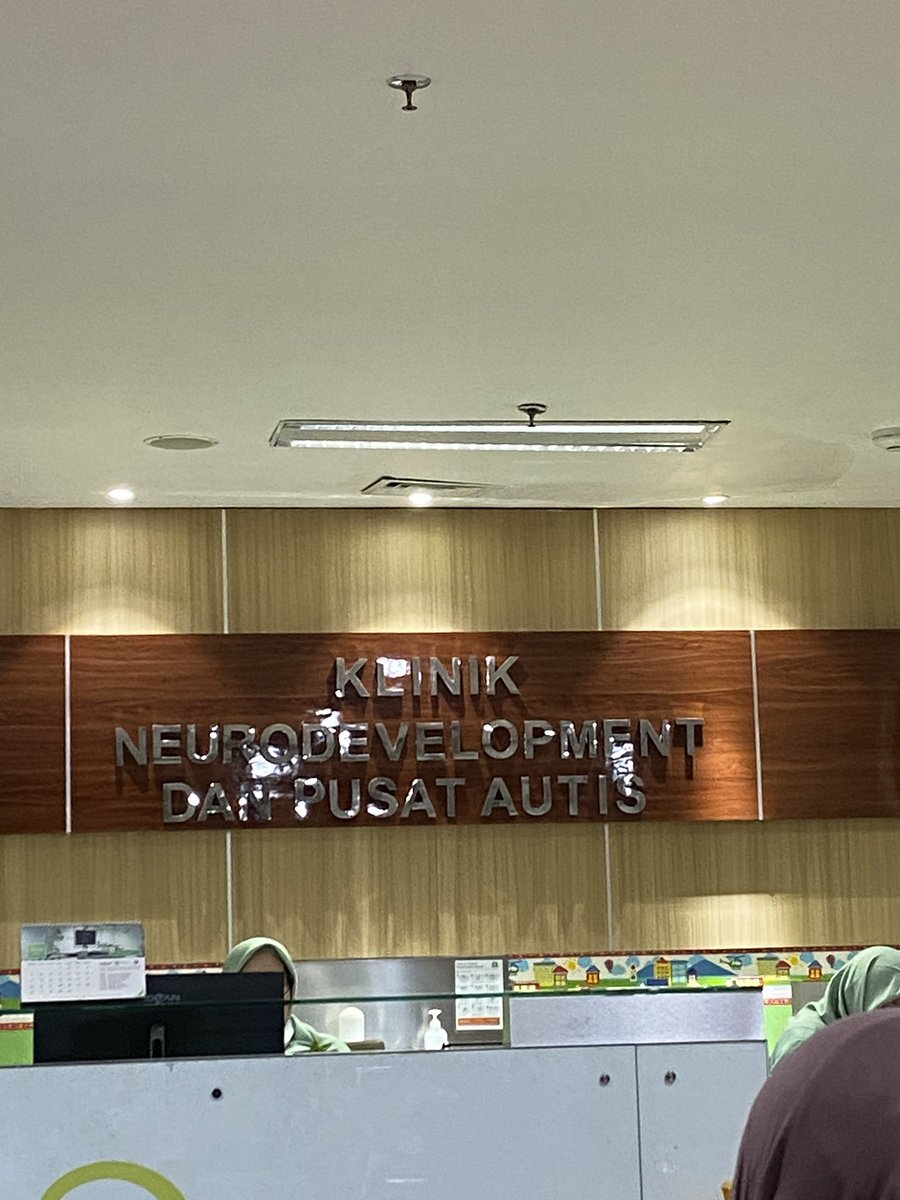 KLINIK
NEURODEVELOPMENT
DAN PUSAT AUTIS